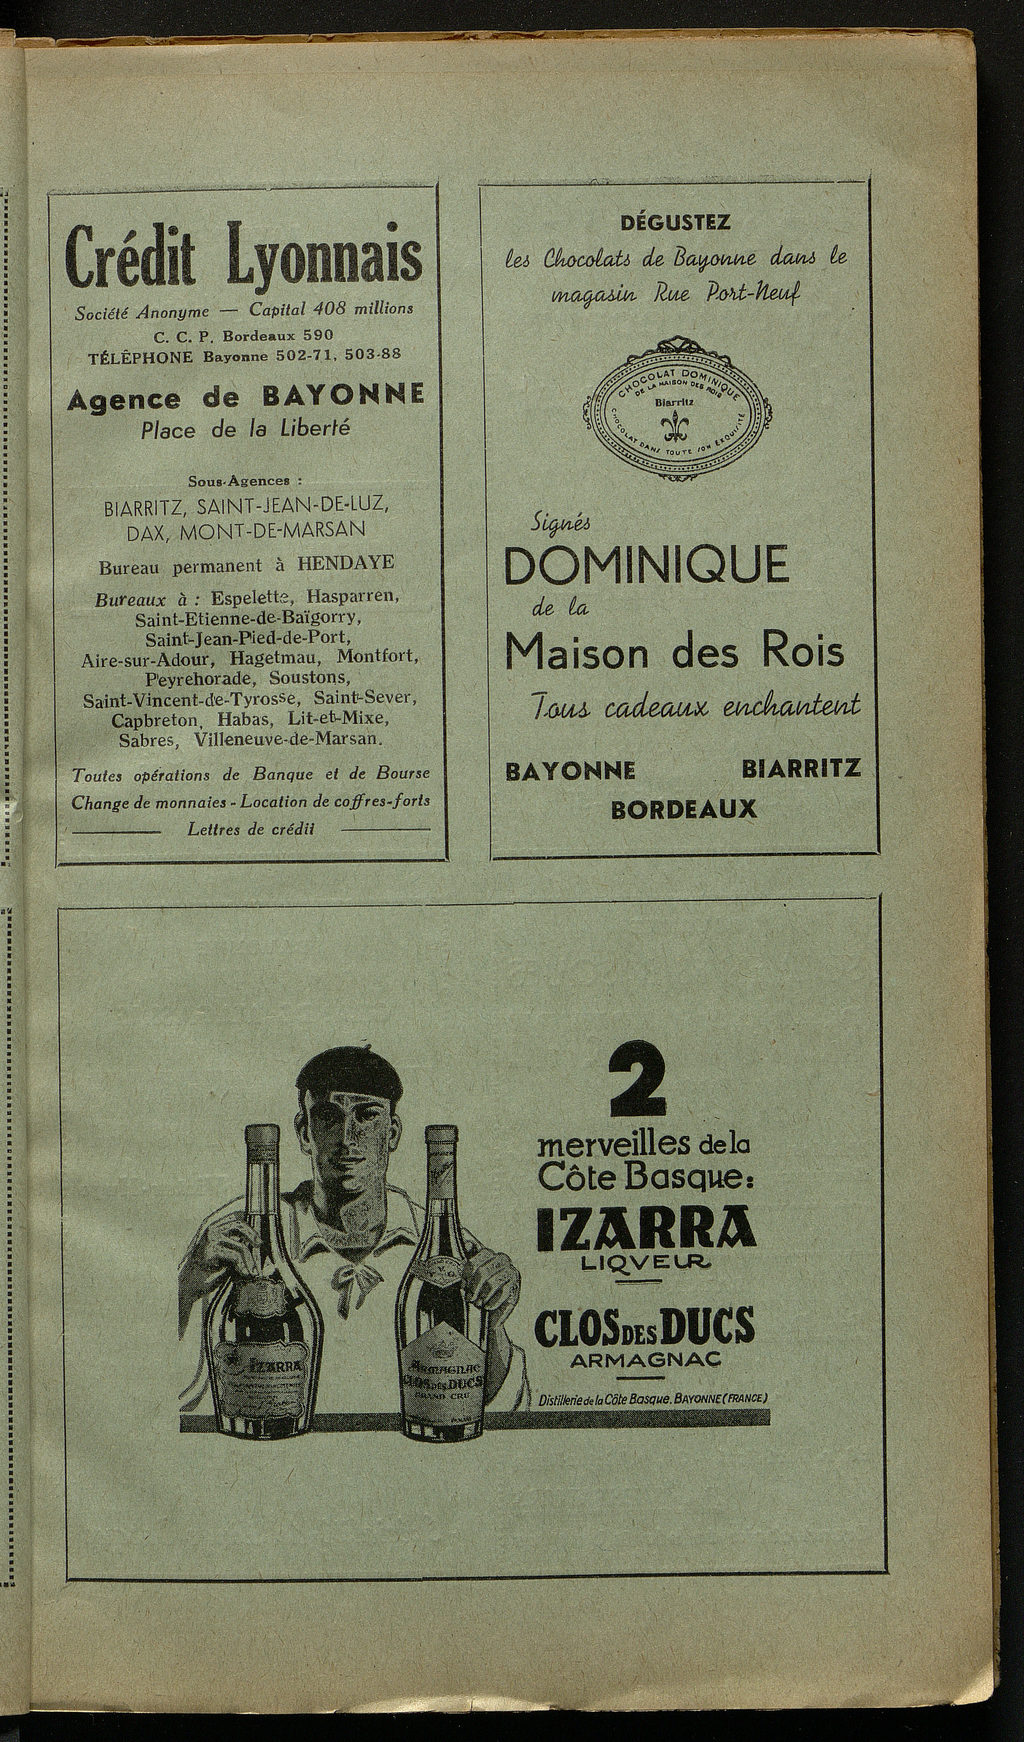 Crédit Lyonnais
Société Anonyme — Capital 408 millions
C. C. P. Bordeaux 590
TÉLÉPHONE Bayonne 502-71, 503-88
Agence de BAYONNE
Place de la Liberté
Sous-Agences :
BIARRITZ, SAINT-JEAN-DE-LUZ,
DAX, MONT-DE-MARSAN
Bureau permanent à HENDAYE
Bureaux à : Espelette, Hasparren,
Saint-Etienne-de-Baïgorry,
Saint-Jean-Pied-de-Port,
Aire-sur-Adour, Hagetmau, Montfort,
Peyrehorade, Soustons,
Saint-Vincent-de-Tyrosse, Saint-Sever,
Capbreton, Habas, Lit-et-Mixe,
Sabres, Villeneuve-de-Marsan.
Toutes opérations de Banque et de Bourse
Change de monnaies - Location de coffres-forts
Lettres de crédit
DÉGUSTEZ
les Chocolats de Bayonne dans le
magasin Rue Port-Neuf
CHOCOLAT DOMINIQUE
DE LA MAISON DES ROIS
Biarritz
CHOCOLAT DANS TOUTE SON EXQUISITÉ
Signés
DOMINIQUE
de la
Maison des Rois
Tous cadeaux enchantent
BAYONNE BIARRITZ
BORDEAUX
2
merveilles de la
Côte Basque:
IZARRA
LIQVEUR
CLOS DES DUCS
ARMAGNAC
Distillerie de la Côte Basque. BAYONNE (FRANCE)
IZARRA
ARMAGNAC
CLOS DES DUCS
GRAND CRU